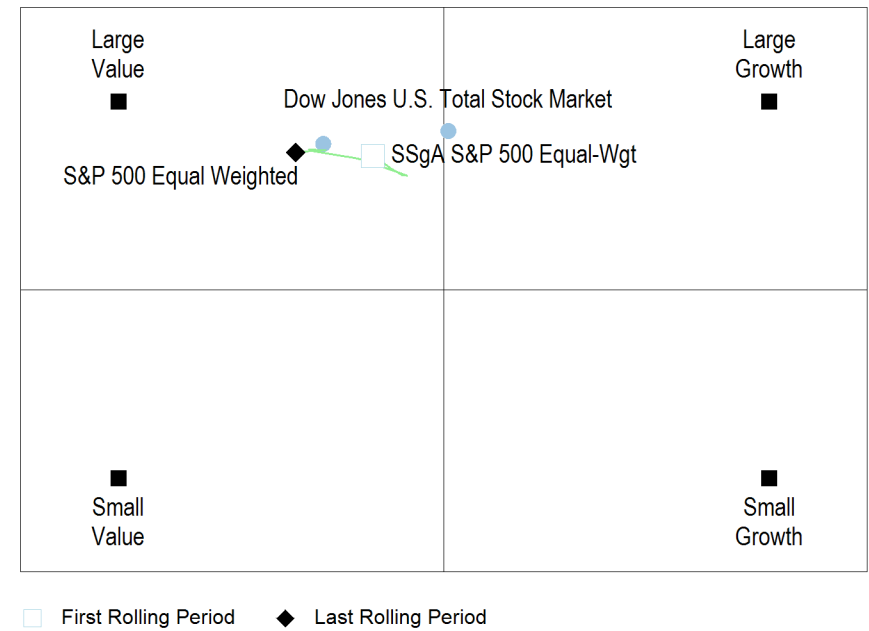 Large
Value
Large
Growth
Dow Jones U.S. Total Stock Market
SSgA S&P 500 Equal-Wgt
S&P 500 Equal Weighted
Small
Value
Small
Growth
First Rolling Period
Last Rolling Period